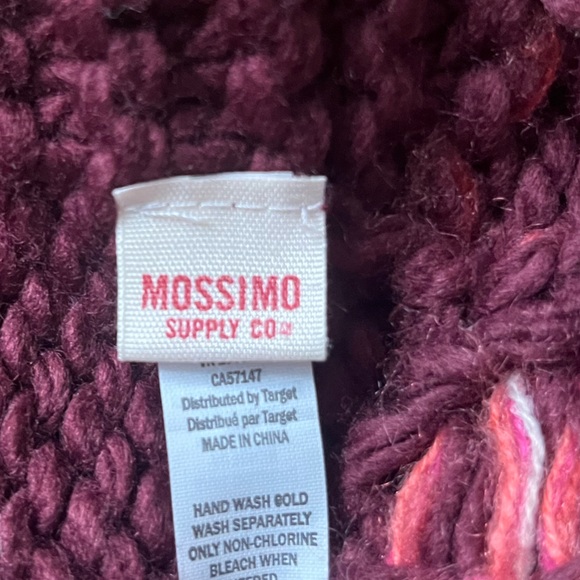 MOSSIMO
SUPPLY CO™
CA57147
Distributed by Target
Distribué par Target
MADE IN CHINA
HAND WASH COLD
WASH SEPARATELY
ONLY NON-CHLORINE
BLEACH WHEN